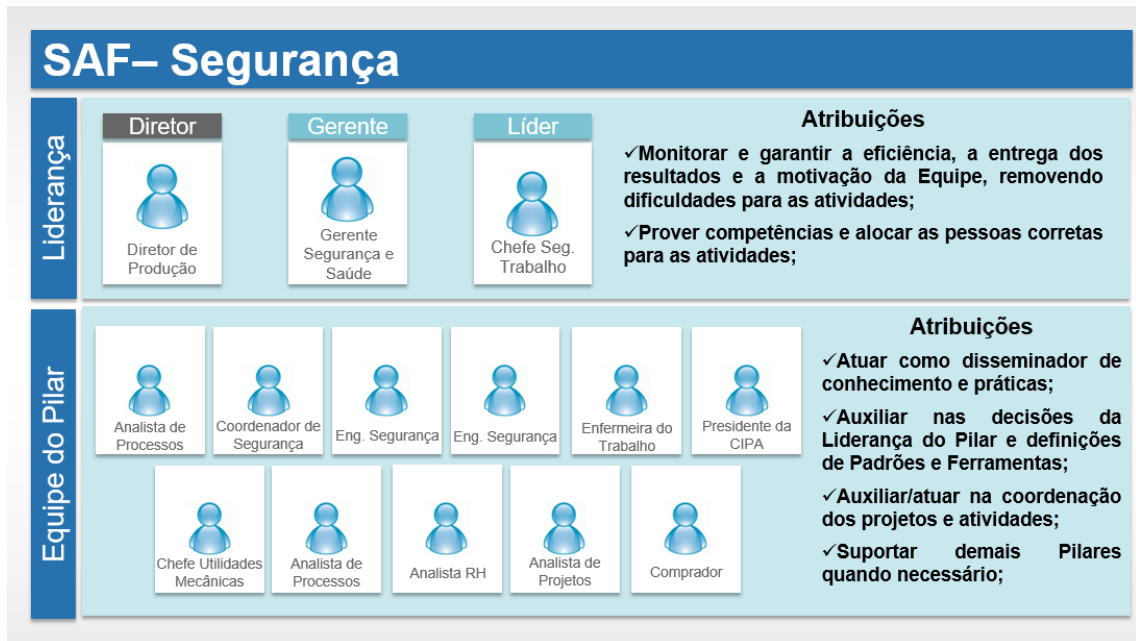 SAF– Segurança
Liderança
Diretor
Diretor de
Produção
Gerente
Gerente
Segurança e
Saúde
Líder
Chefe Seg.
Trabalho
Atribuições
✓Monitorar e garantir a eficiência, a entrega dos
resultados e a motivação da Equipe, removendo
dificuldades para as atividades;
✓Prover competências e alocar as pessoas corretas
para as atividades;
Equipe do Pilar
Analista de
Processos
Coordenador de
Segurança
Eng. Segurança
Eng. Segurança
Enfermeira do
Trabalho
Presidente da
CIPA
Chefe Utilidades
Mecânicas
Analista de
Processos
Analista RH
Analista de
Projetos
Comprador
Atribuições
✓Atuar como disseminador de
conhecimento e práticas;
✓Auxiliar nas decisões da
Liderança do Pilar e definições
de Padrões e Ferramentas;
✓Auxiliar/atuar na coordenação
dos projetos e atividades;
✓Suportar demais Pilares
quando necessário;